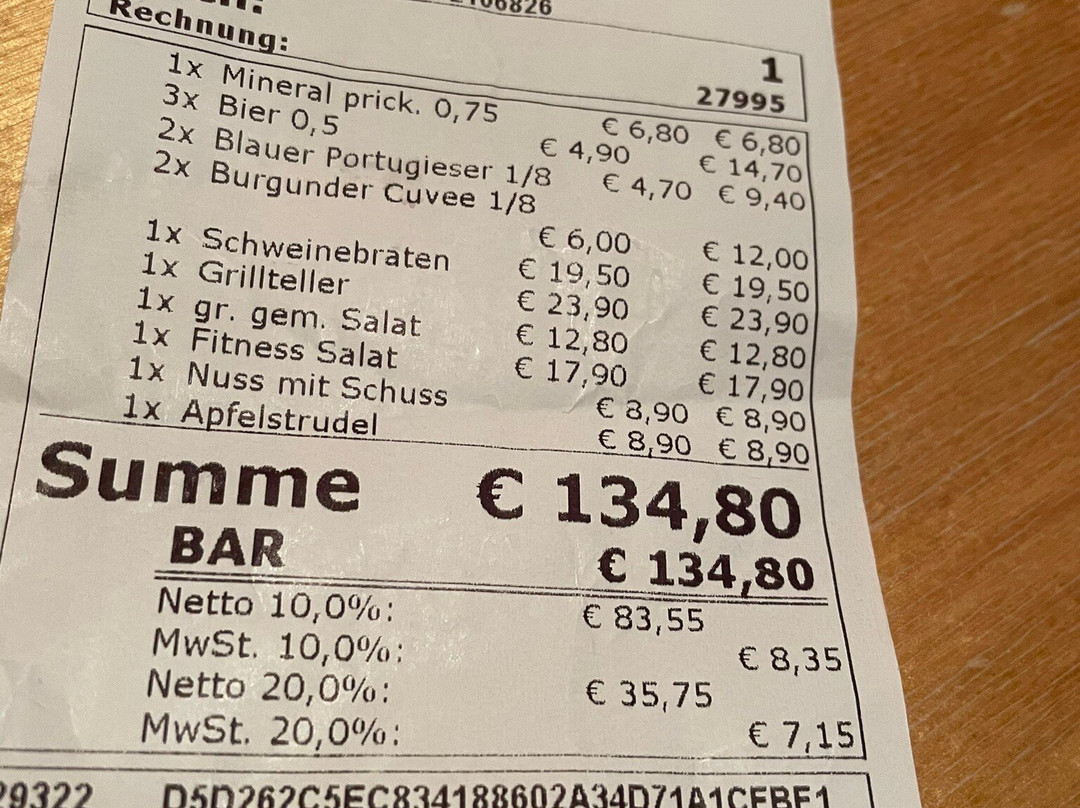 2106826
Rechnung: 1
27995
1x Mineral prick. 0,75 € 6,80 € 6,80
3x Bier 0,5 € 4,90 € 14,70
2x Blauer Portugieser 1/8 € 4,70 € 9,40
2x Burgunder Cuvee 1/8 € 6,00 € 12,00
1x Schweinebraten € 19,50 € 19,50
1x Grillteller € 23,90 € 23,90
1x gr. gem. Salat € 12,80 € 12,80
1x Fitness Salat € 17,90 € 17,90
1x Nuss mit Schuss € 8,90 € 8,90
1x Apfelstrudel € 8,90 € 8,90
Summe € 134,80
BAR € 134,80
Netto 10,0%: € 83,55
MwSt. 10,0%: € 8,35
Netto 20,0%: € 35,75
MwSt. 20,0%: € 7,15
29322 D5D262C5EC834188602A34D71A1CFBF1